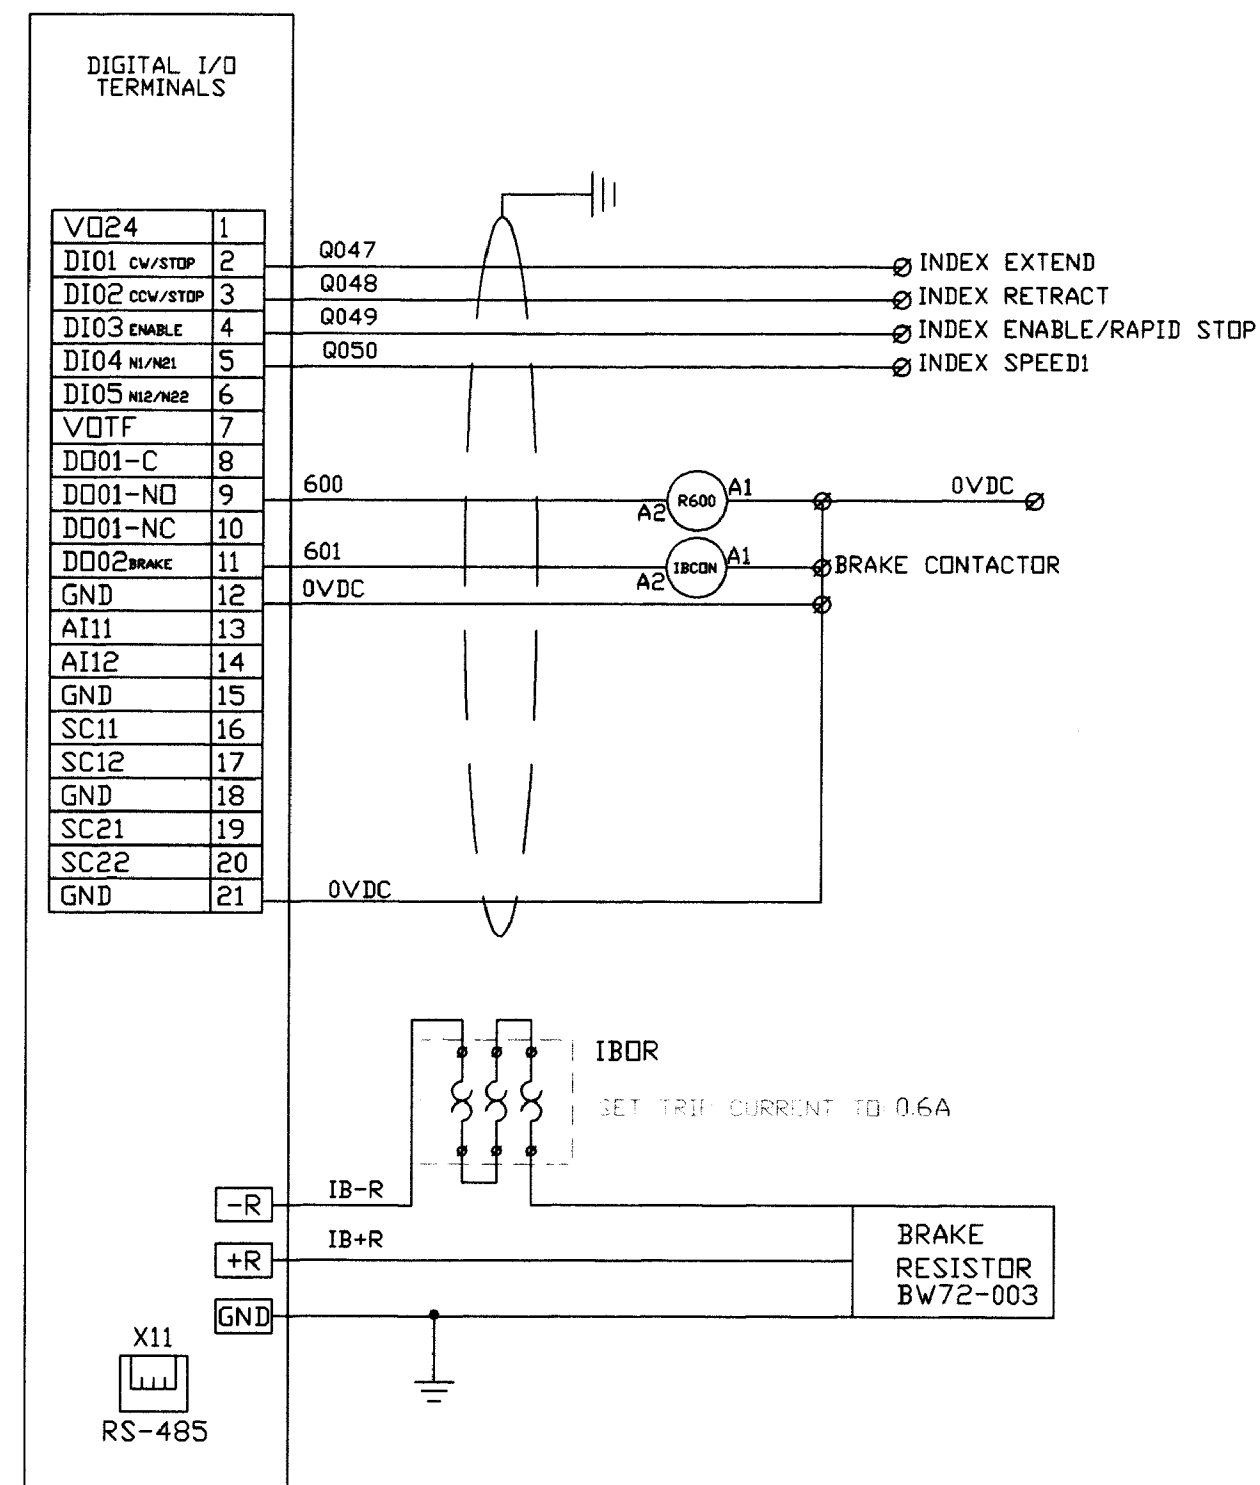 DIGITAL I/O
TERMINALS
VO24 1
DI01 CW/STOP 2
DI02 CCW/STOP 3
DI03 ENABLE 4
DI04 N1/N21 5
DI05 N12/N22 6
VOTF 7
DO01-C 8
DO01-NO 9
DO01-NC 10
DO02 BRAKE 11
GND 12
AI11 13
AI12 14
GND 15
SC11 16
SC12 17
GND 18
SC21 19
SC22 20
GND 21
Q047 INDEX EXTEND
Q048 INDEX RETRACT
Q049 INDEX ENABLE/RAPID STOP
Q050 INDEX SPEED1
600 A2 R600 A1 0VDC
601 A2 IBCON A1 BRAKE CONTACTOR
0VDC
0VDC
IBOR
SET TRIP CURRENT TO 0.6A
-R IB-R
+R IB+R
GND
BRAKE
RESISTOR
BW72-003
X11
RS-485